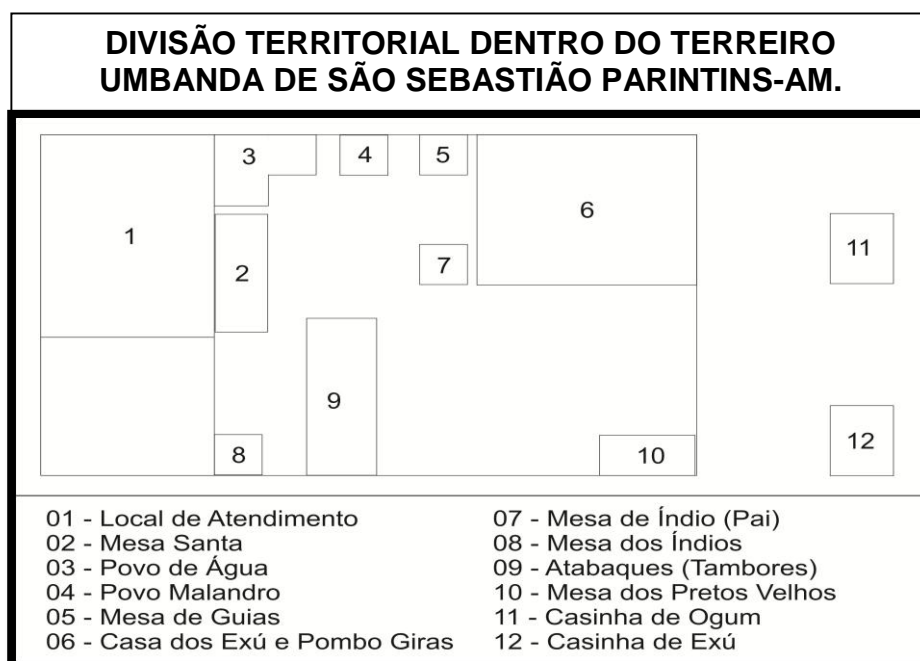 DIVISÃO TERRITORIAL DENTRO DO TERREIRO
UMBANDA DE SÃO SEBASTIÃO PARINTINS-AM.
3
4
5
6
1
2
7
11
9
8
10
12
01 - Local de Atendimento
02 - Mesa Santa
03 - Povo de Água
04 - Povo Malandro
05 - Mesa de Guias
06 - Casa dos Exú e Pombo Giras
07 - Mesa de Índio (Pai)
08 - Mesa dos Índios
09 - Atabaques (Tambores)
10 - Mesa dos Pretos Velhos
11 - Casinha de Ogum
12 - Casinha de Exú